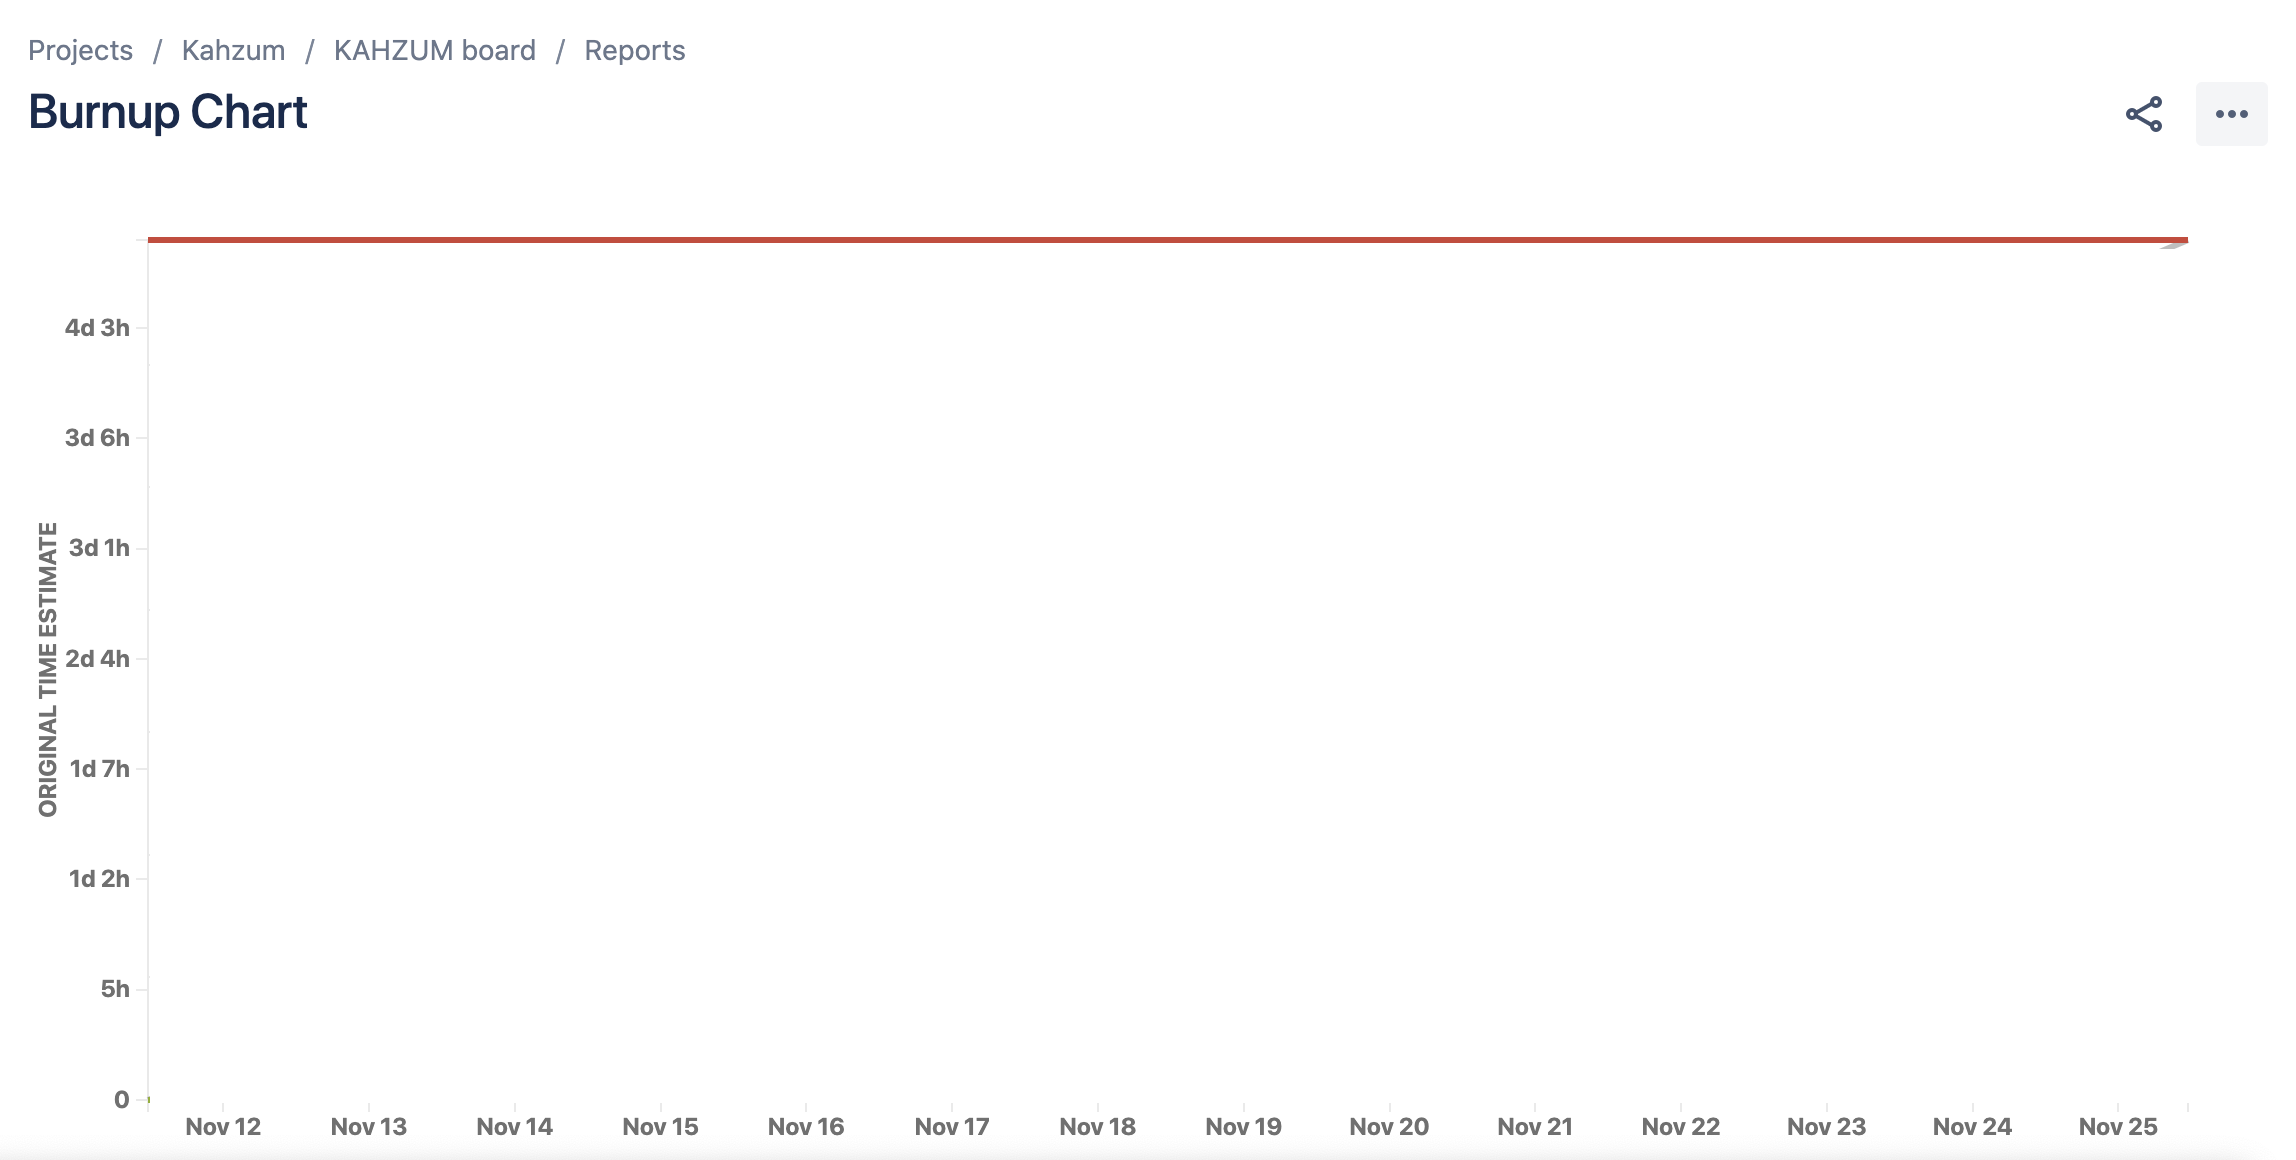 Projects / Kahzum / KAHZUM board / Reports
Burnup Chart
ORIGINAL TIME ESTIMATE
4d 3h
3d 6h
3d 1h
2d 4h
1d 7h
1d 2h
5h
0
Nov 12 Nov 13 Nov 14 Nov 15 Nov 16 Nov 17 Nov 18 Nov 19 Nov 20 Nov 21 Nov 22 Nov 23 Nov 24 Nov 25